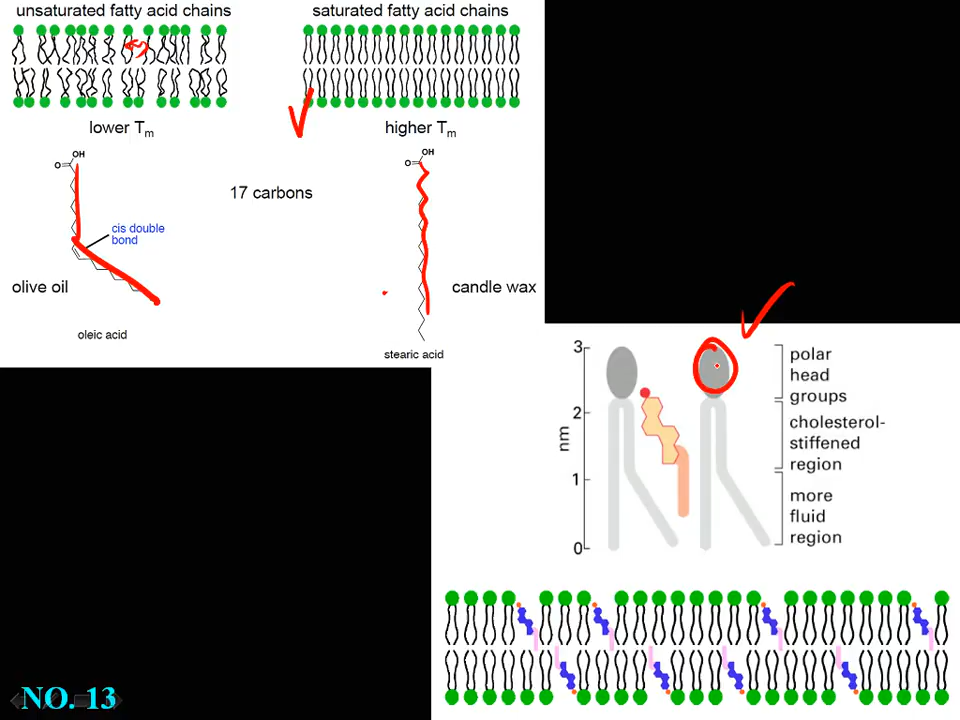 unsaturated fatty acid chains
saturated fatty acid chains
lower Tm
higher Tm
OH
O
OH
O
17 carbons
cis double
bond
olive oil
candle wax
oleic acid
stearic acid
3
2
1
0
nm
polar
head
groups
cholesterol-
stiffened
region
more
fluid
region
NO. 13